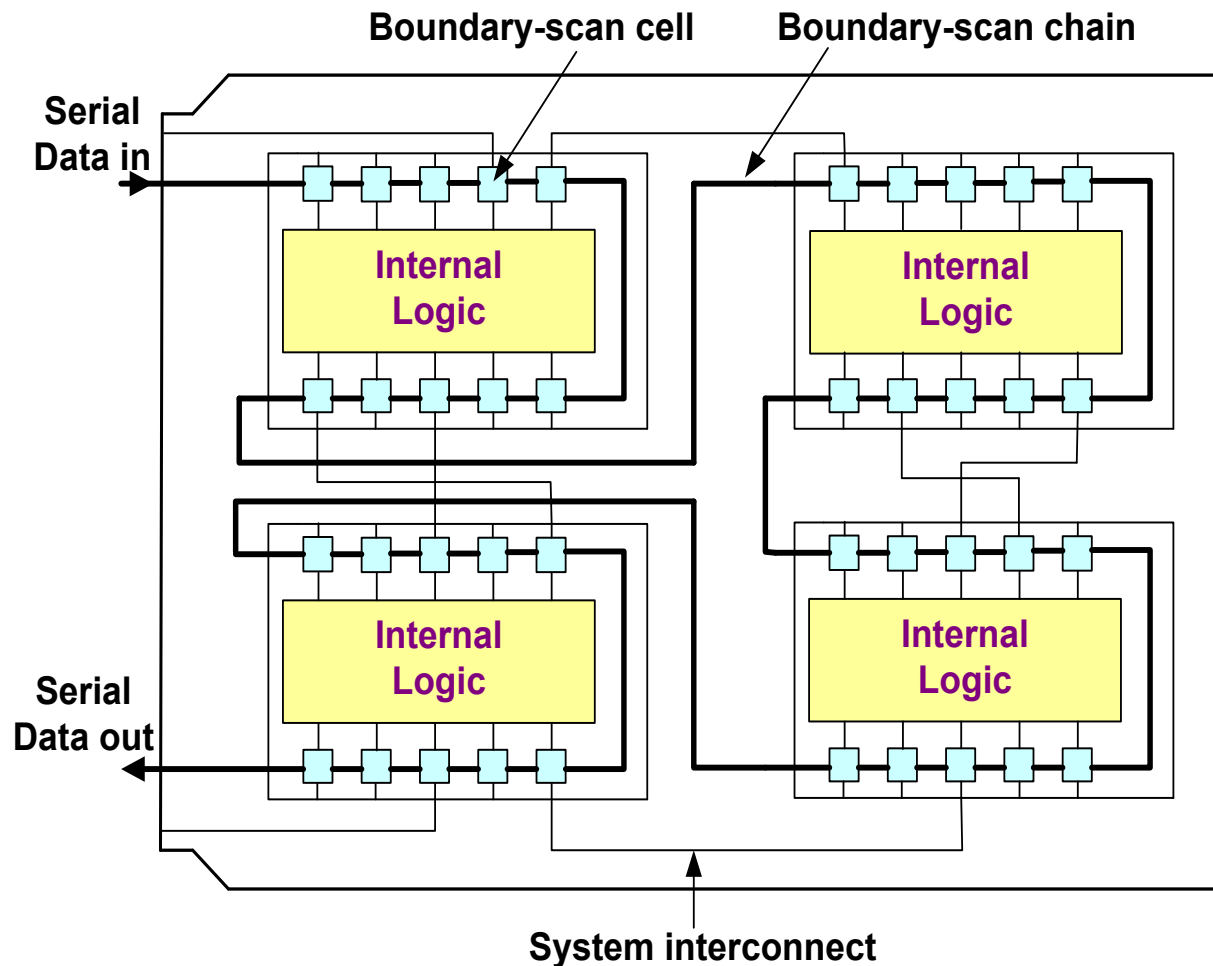 Boundary-scan cell
Boundary-scan chain
Serial
Data in
Internal
Logic
Internal
Logic
Internal
Logic
Internal
Logic
Serial
Data out
System interconnect